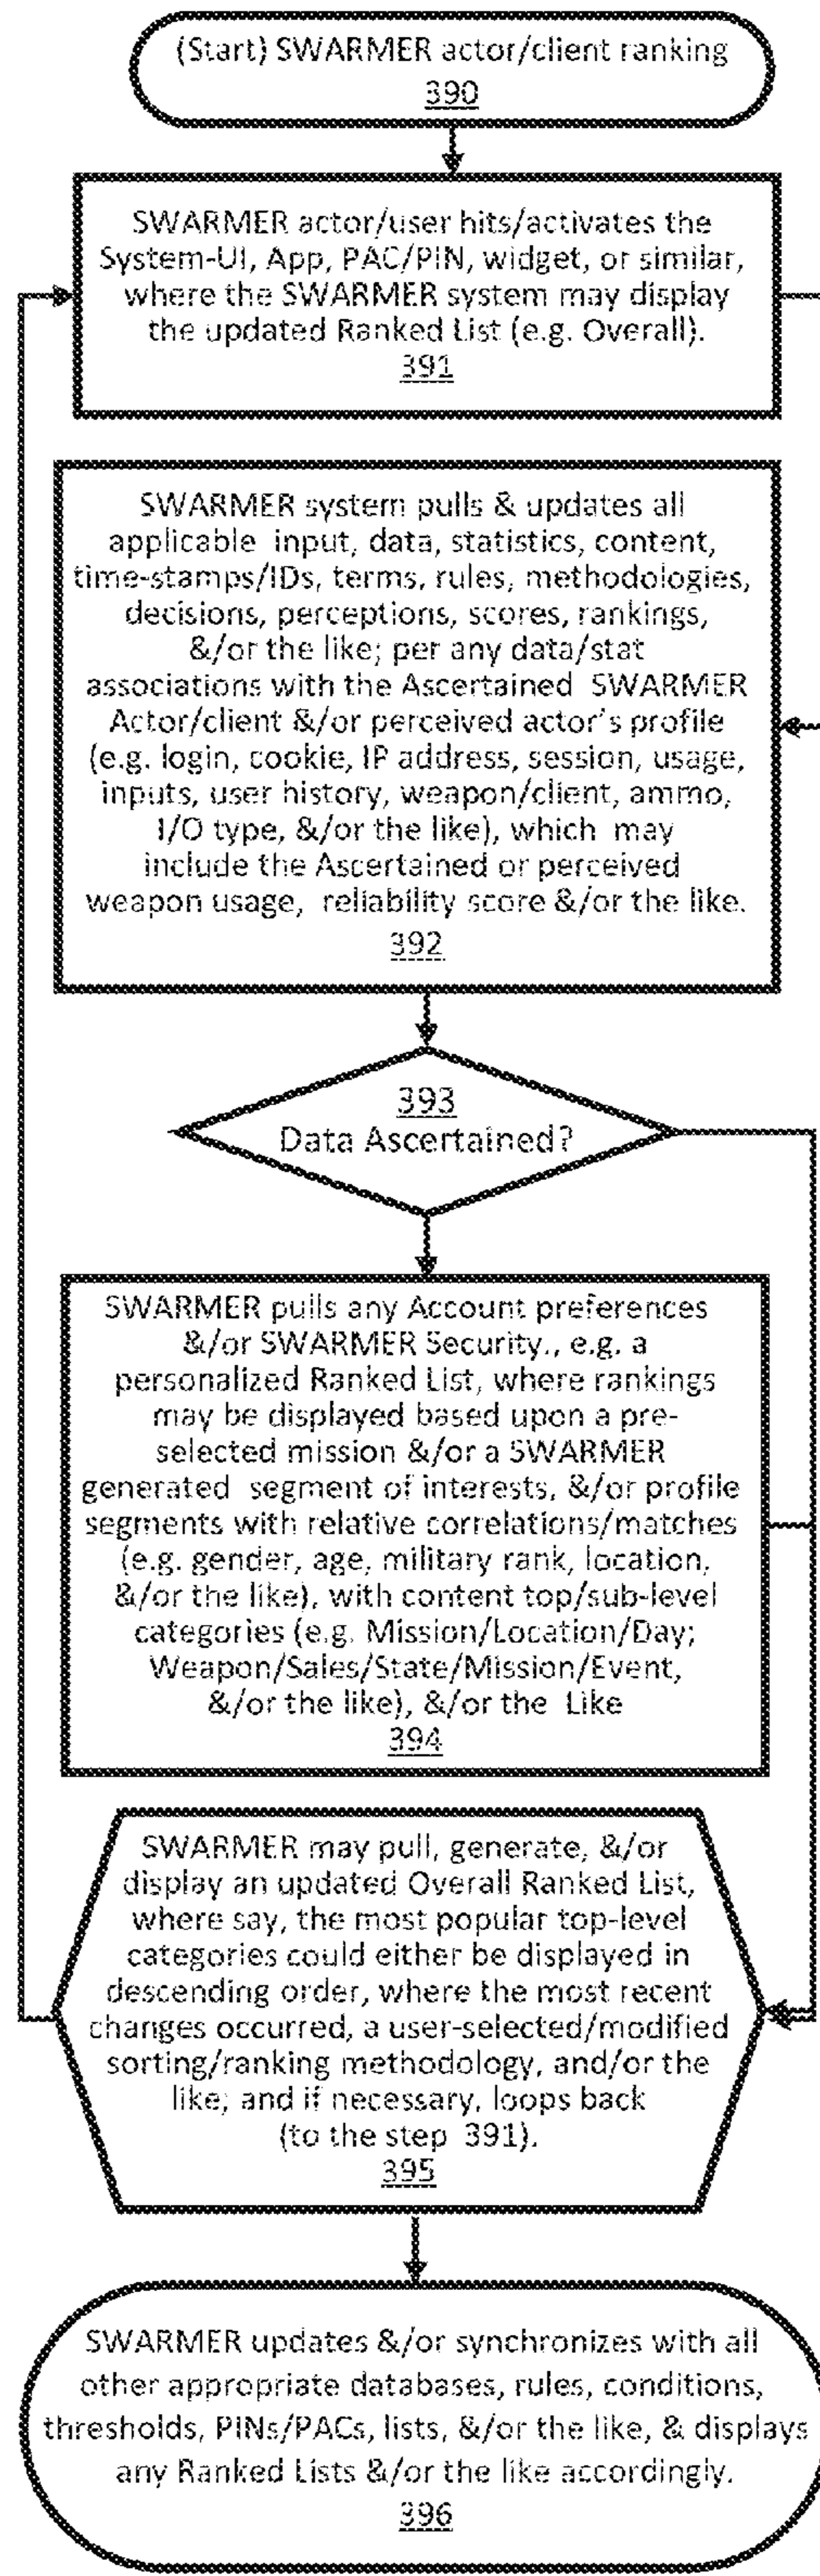 (Start) SWARMER actor/client ranking
390
SWARMER actor/user hits/activates the
System-UI, App, PAC/PIN, widget, or similar,
where the SWARMER system may display
the updated Ranked List (e.g. Overall).
391
SWARMER system pulls & updates all
applicable input, data, statistics, content,
time-stamps/IDs, terms, rules, methodologies,
decisions, perceptions, scores, rankings,
&/or the like; per any data/stat
associations with the Ascertained SWARMER
Actor/client &/or perceived actor's profile
(e.g. login, cookie, IP address, session, usage,
inputs, user history, weapon/client, ammo,
I/O type, &/or the like), which may
include the Ascertained or perceived
weapon usage, reliability score &/or the like.
392
393
Data Ascertained?
SWARMER pulls any Account preferences
&/or SWARMER Security., e.g. a
personalized Ranked List, where rankings
may be displayed based upon a pre-
selected mission &/or a SWARMER
generated segment of interests, &/or profile
segments with relative correlations/matches
(e.g. gender, age, military rank, location,
&/or the like), with content top/sub-level
categories (e.g. Mission/Location/Day;
Weapon/Sales/State/Mission/Event,
&/or the like), &/or the Like
394
SWARMER may pull, generate, &/or
display an updated Overall Ranked List,
where say, the most popular top-level
categories could either be displayed in
descending order, where the most recent
changes occurred, a user-selected/modified
sorting/ranking methodology, and/or the
like; and if necessary, loops back
(to the step 391).
395
SWARMER updates &/or synchronizes with all
other appropriate databases, rules, conditions,
thresholds, PINs/PACs, lists, &/or the like, & displays
any Ranked Lists &/or the like accordingly.
396